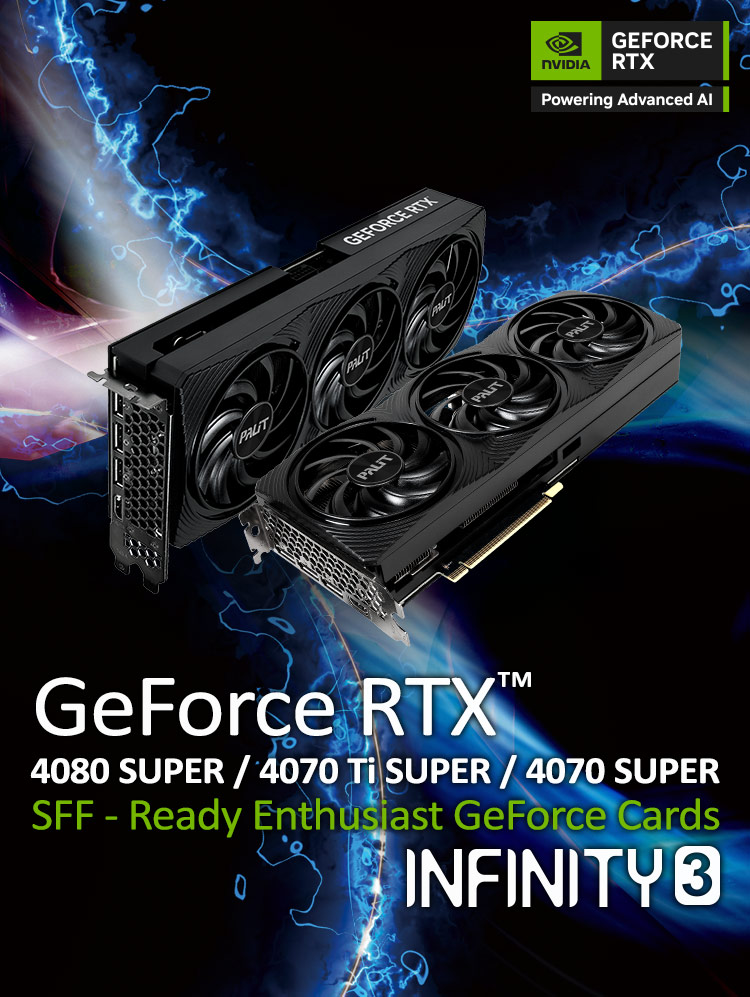 NVIDIA
GEFORCE
RTX
Powering Advanced AI
GEFORCE RTX
PALIT
PALIT
PALIT
PALIT
PALIT
PALIT
GeForce RTX™
4080 SUPER / 4070 Ti SUPER / 4070 SUPER
SFF - Ready Enthusiast GeForce Cards
INFINITY 3